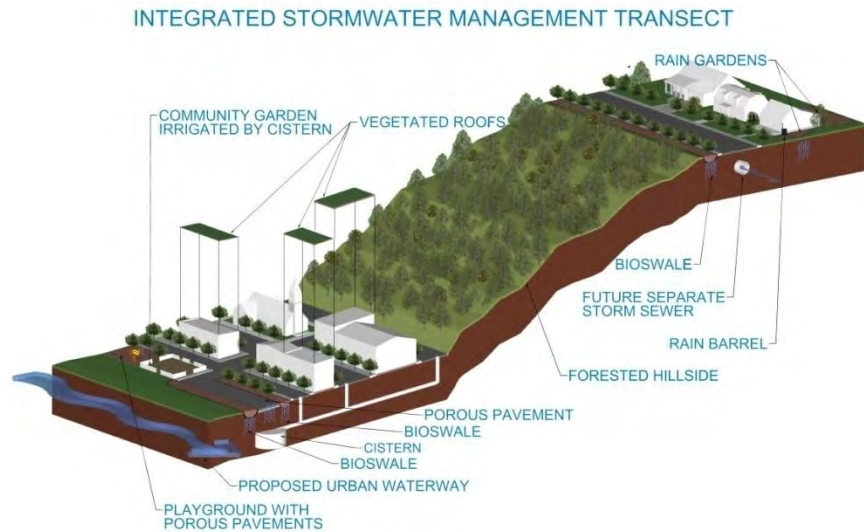 INTEGRATED STORMWATER MANAGEMENT TRANSECT
RAIN GARDENS
COMMUNITY GARDEN
IRRIGATED BY CISTERN
VEGETATED ROOFS
BIOSWALE
FUTURE SEPARATE
STORM SEWER
RAIN BARREL
FORESTED HILLSIDE
POROUS PAVEMENT
BIOSWALE
CISTERN
BIOSWALE
PROPOSED URBAN WATERWAY
PLAYGROUND WITH
POROUS PAVEMENTS